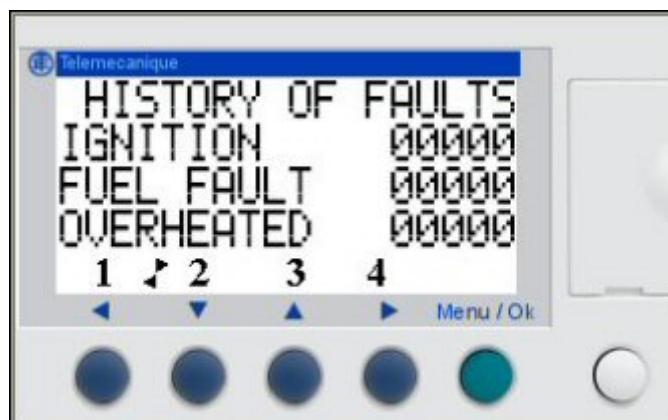 Telemecanique
HISTORY OF FAULTS
IGNITION 00000
FUEL FAULT 00000
OVERHEATED 00000
1 2 3 4
Menu / Ok